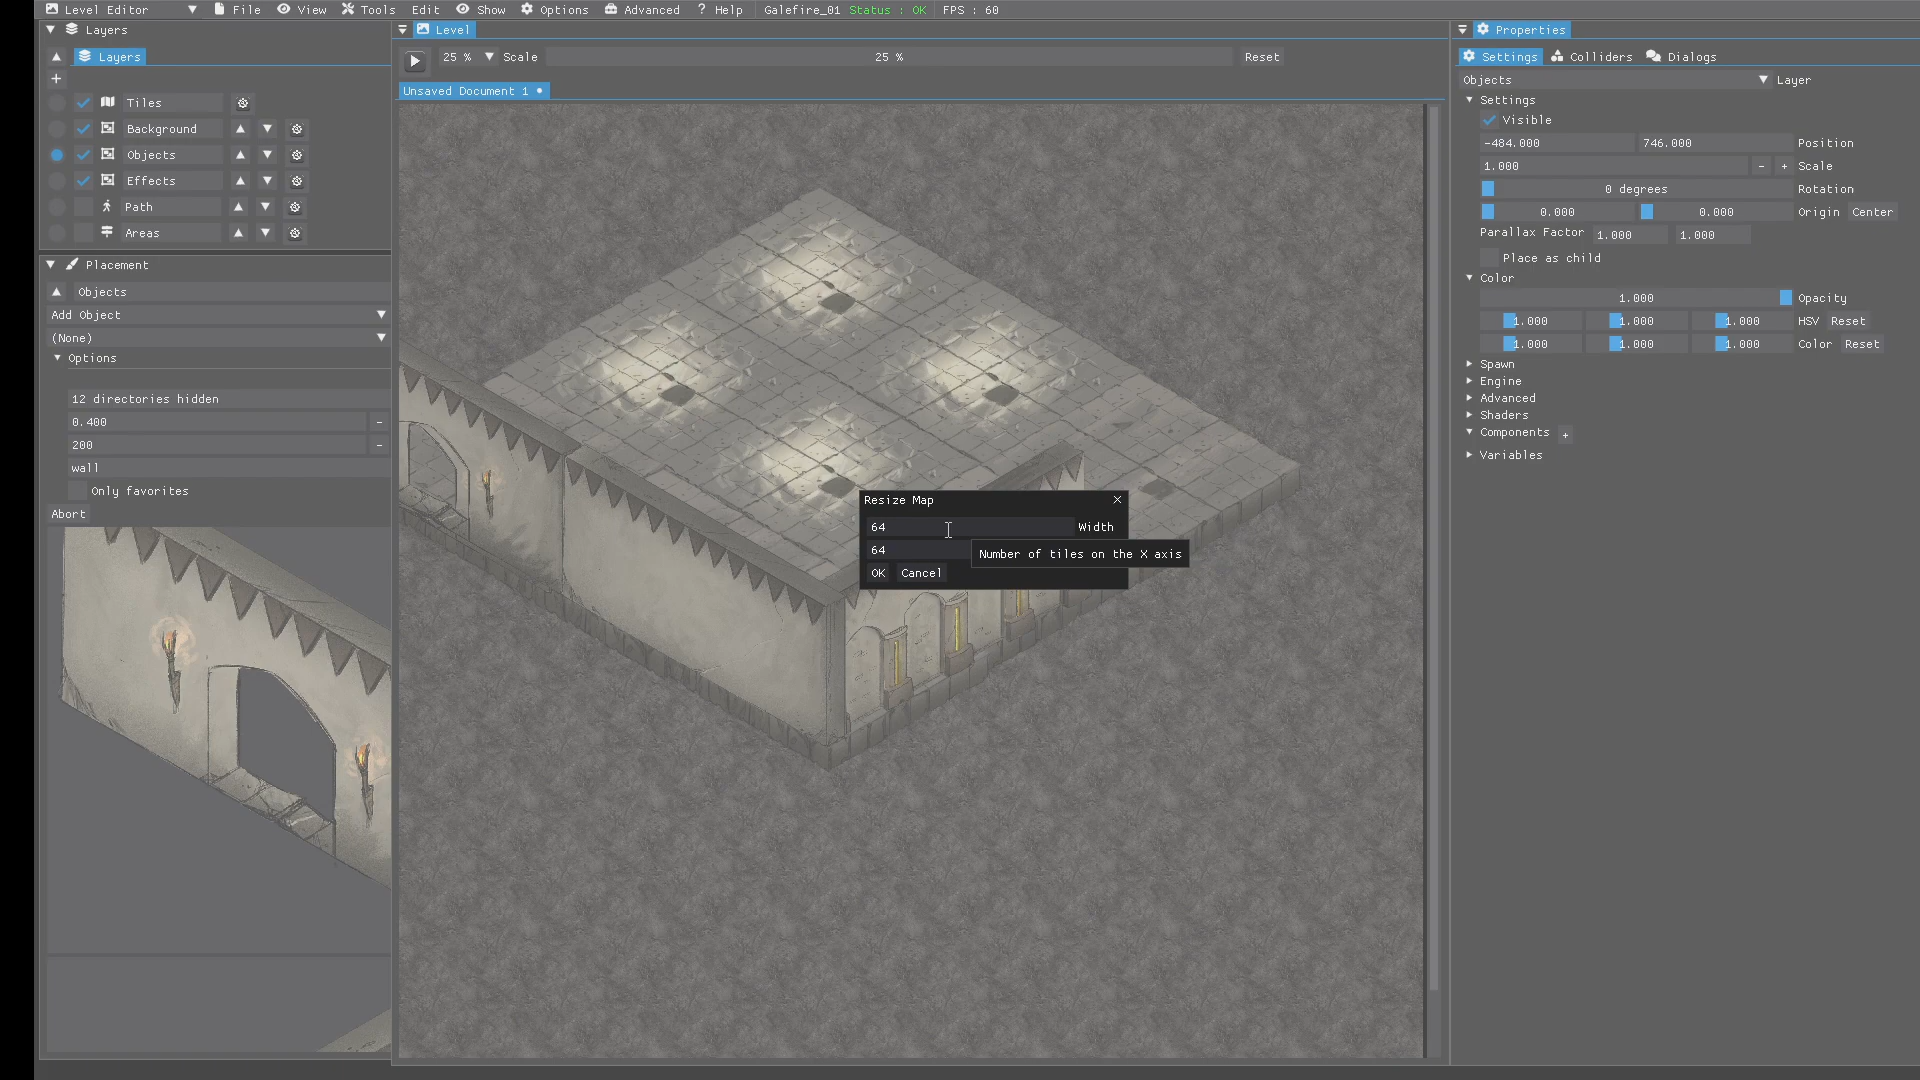 Level Editor File View Tools Edit Show Options Advanced ? Help Galefire_01 Status : OK FPS : 60
Layers
Layers
+
Tiles
Background
Objects
Effects
Path
Areas
Placement
Objects
Add Object
(None)
Options
12 directories hidden
0.400 -
200 -
wall
Only favorites
Abort
Level
25 % Scale 25 % Reset
Unsaved Document 1
Resize Map
64 Width
64
Number of tiles on the X axis
OK Cancel
Properties
Settings Colliders Dialogs
Objects Layer
Settings
Visible
-484.000 746.000 Position
1.000 - + Scale
0 degrees Rotation
0.000 0.000 Origin Center
Parallax Factor 1.000 1.000
Place as child
Color
1.000 Opacity
1.000 1.000 1.000 HSV Reset
1.000 1.000 1.000 Color Reset
Spawn
Engine
Advanced
Shaders
Components +
Variables